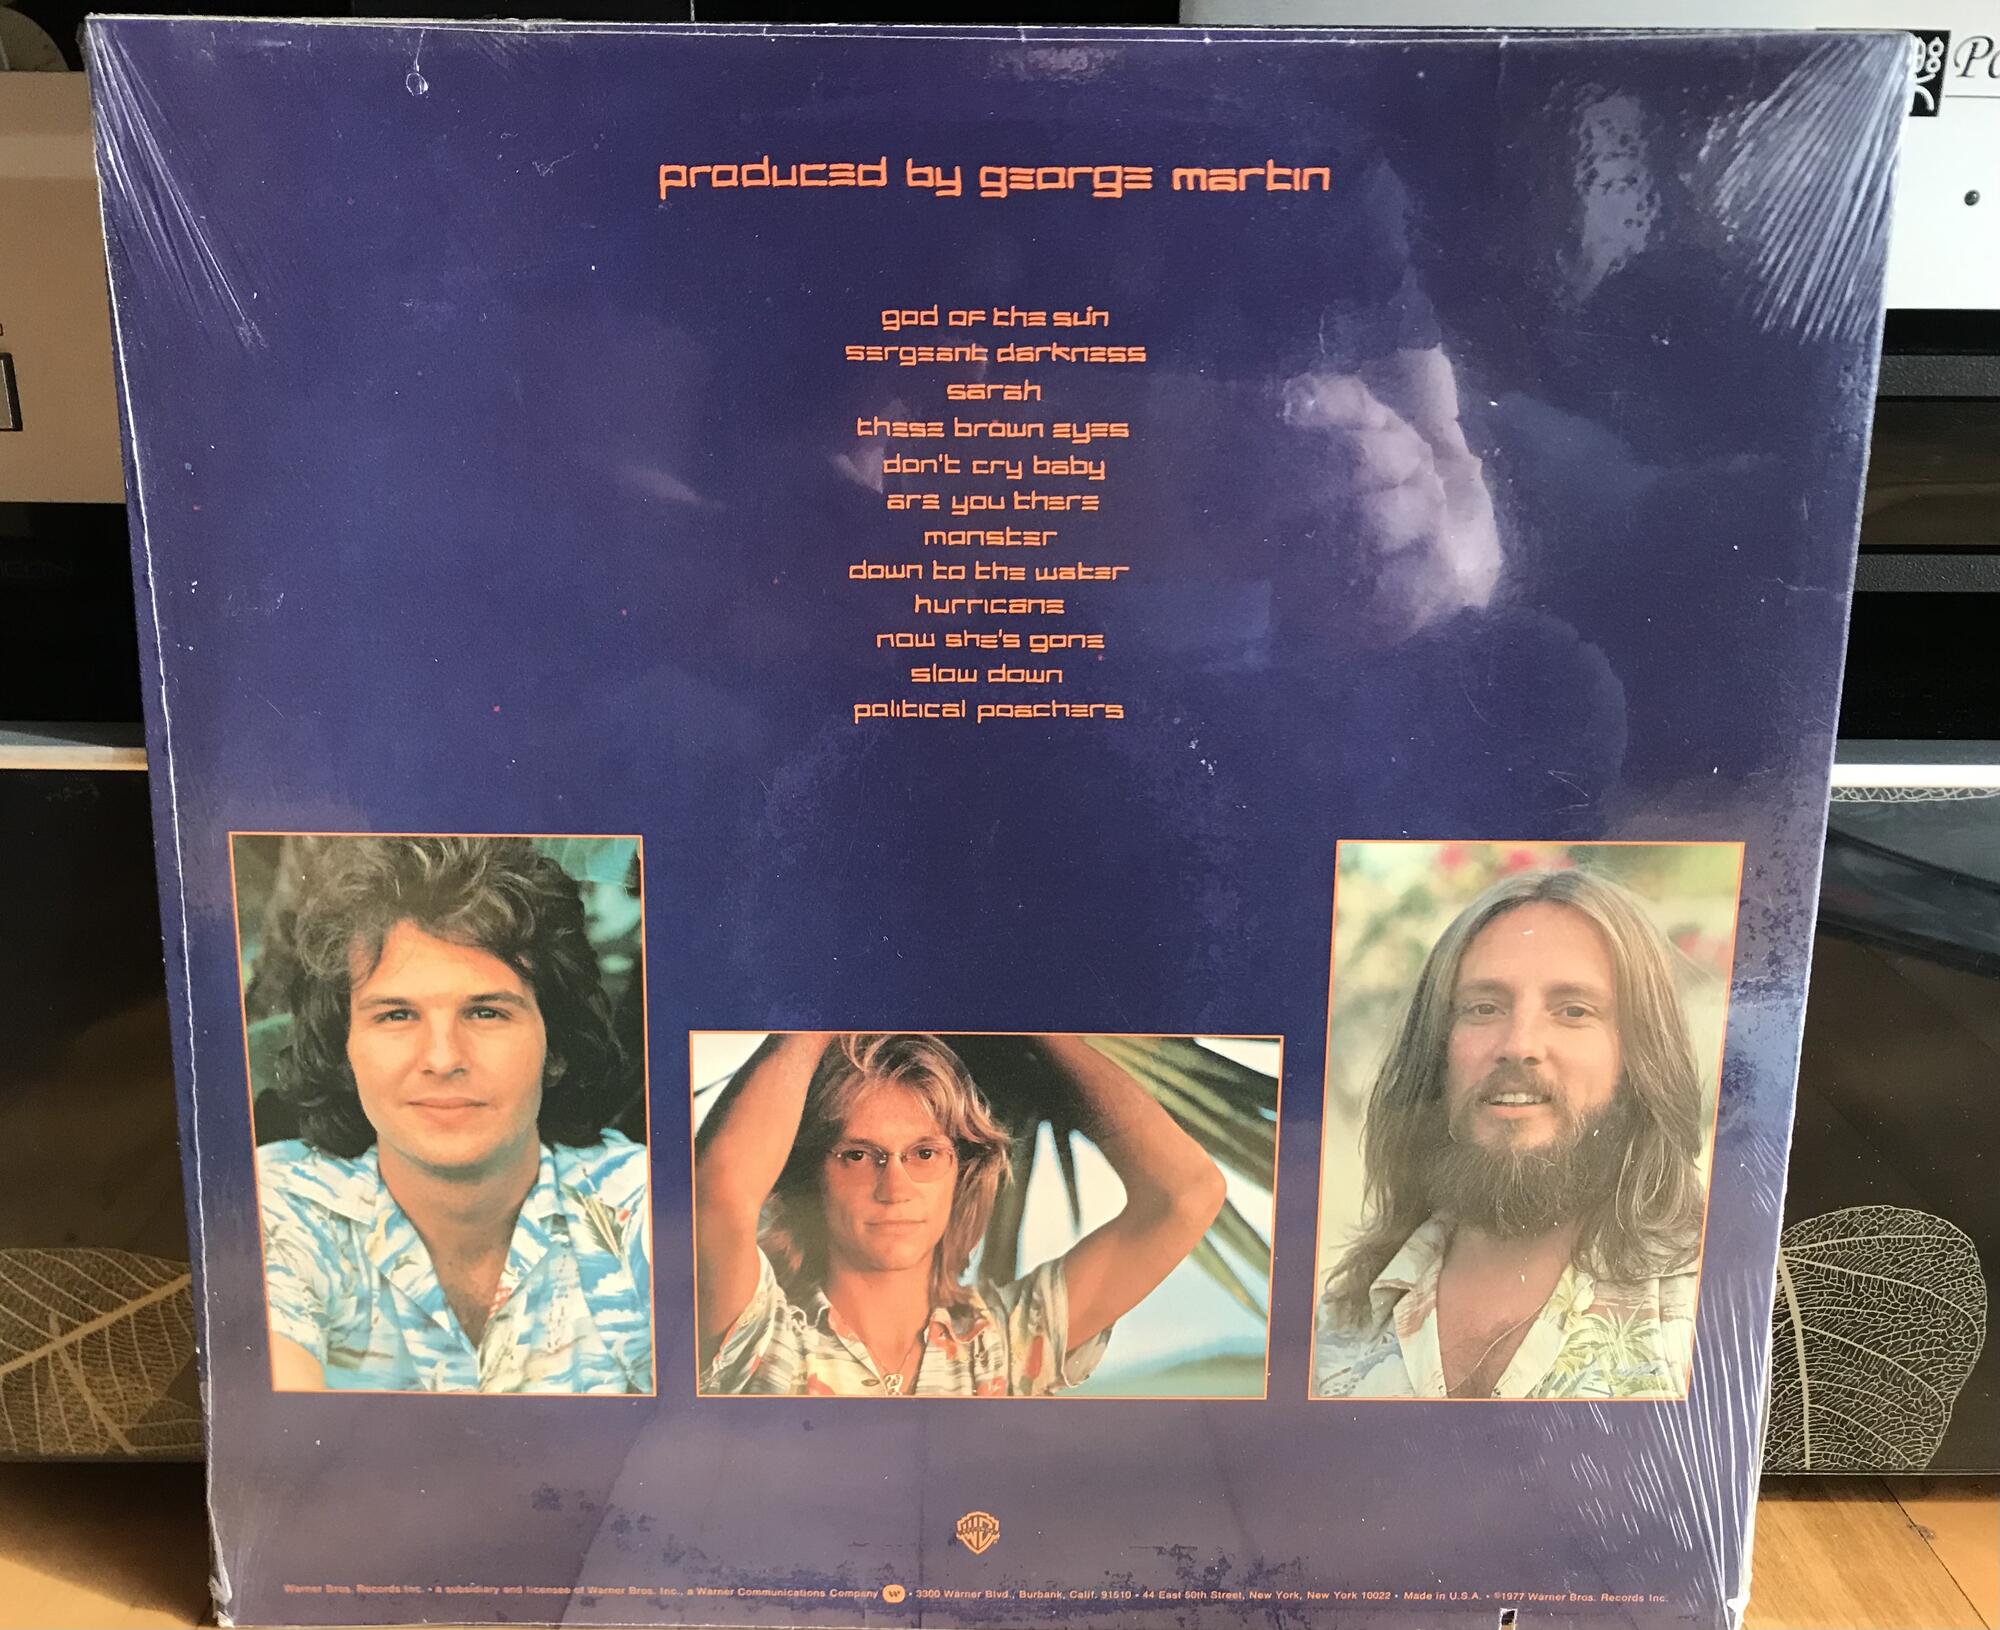 produced by george martin
god of the sun
sergeant darkness
sarah
these brown eyes
don't cry baby
are you there
monster
down to the water
hurricane
now she's gone
slow down
political poachers
Warner Bros. Records Inc. • a subsidiary and licensee of Warner Bros. Inc., a Warner Communications Company • 3300 Warner Blvd., Burbank, Calif. 91510 • 44 East 50th Street, New York, New York 10022 • Made in U.S.A. • ©1977 Warner Bros. Records Inc.